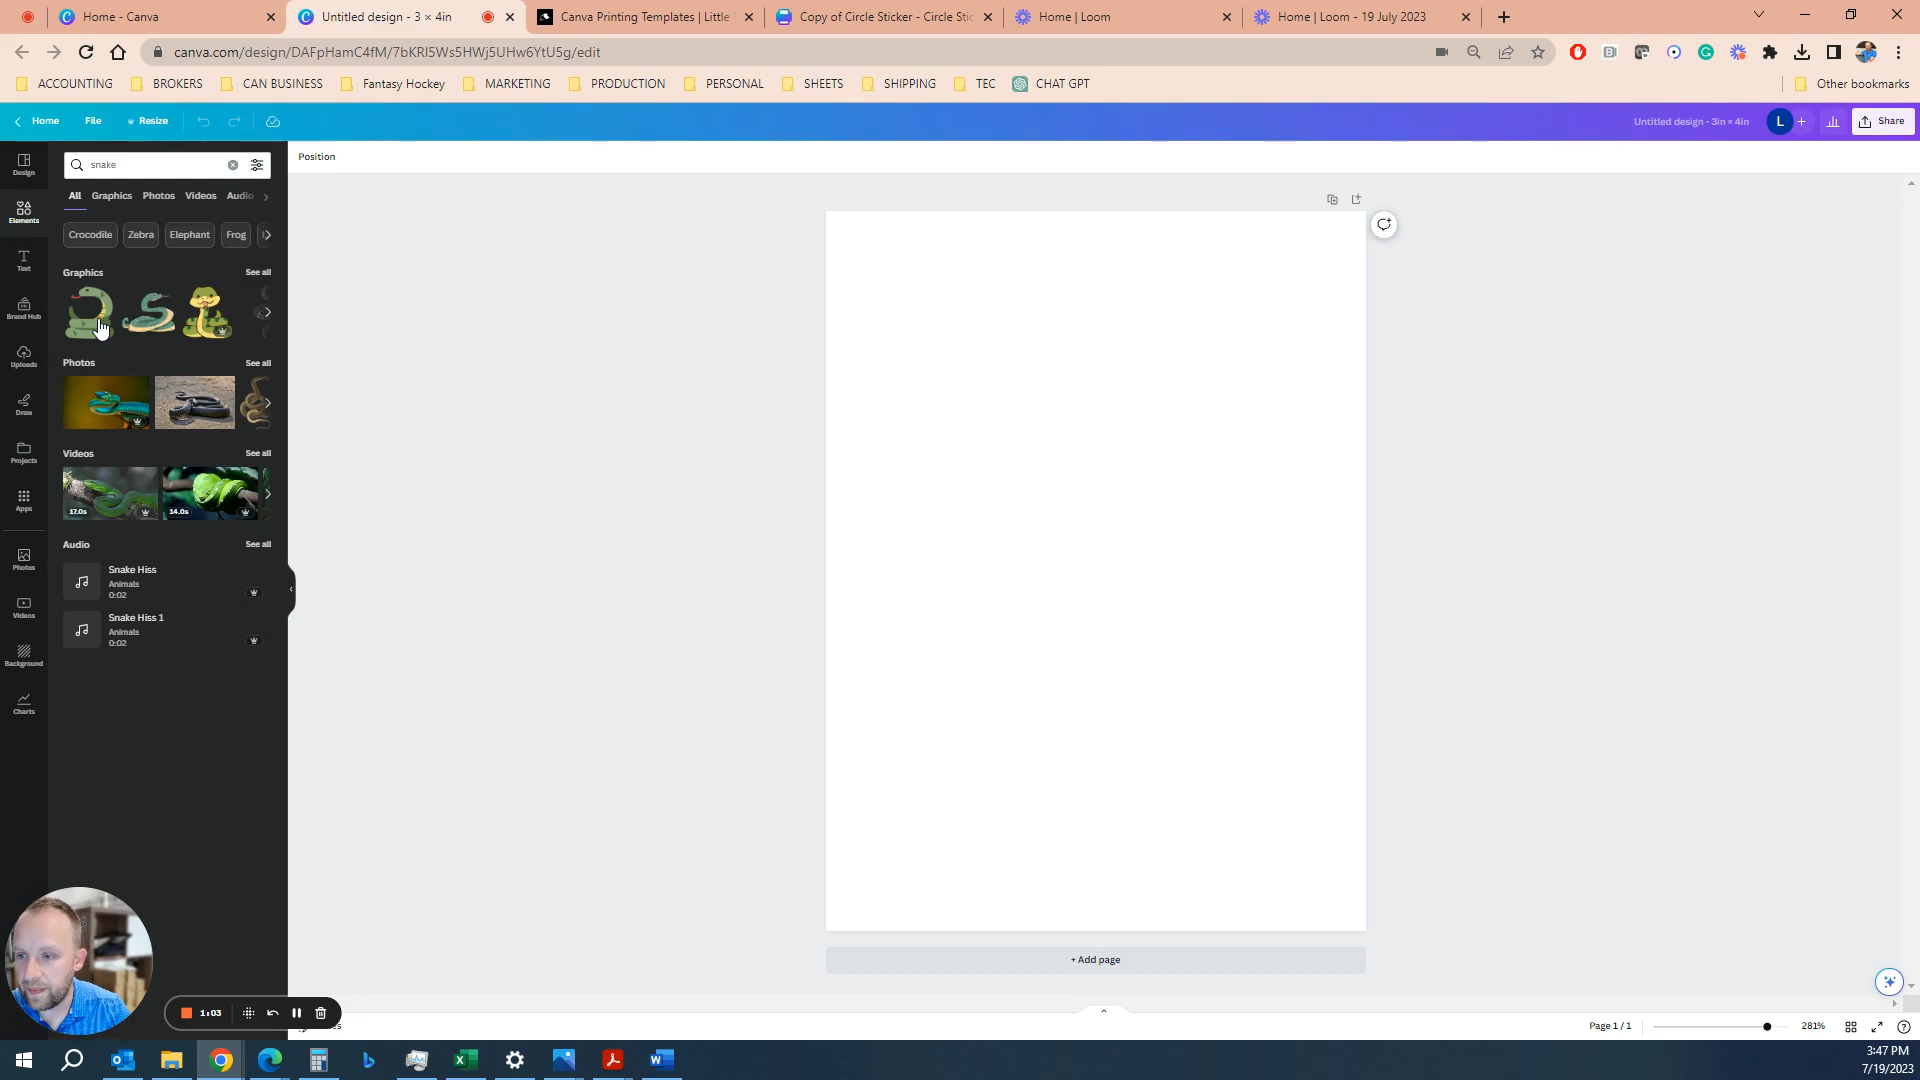 Home - Canva
Untitled design - 3 × 4in
Canva Printing Templates | Little
Copy of Circle Sticker - Circle Stic
Home | Loom
Home | Loom - 19 July 2023
canva.com/design/DAFpHamC4fM/7bKRI5Ws5HWj5UHw6YtU5g/edit
ACCOUNTING
BROKERS
CAN BUSINESS
Fantasy Hockey
MARKETING
PRODUCTION
PERSONAL
SHEETS
SHIPPING
TEC
CHAT GPT
Other bookmarks
Home
File
Resize
Untitled design - 3in × 4in
L
Share
Design
Elements
Text
Brand Hub
Uploads
Draw
Projects
Apps
Photos
Videos
Background
Charts
snake
All
Graphics
Photos
Videos
Audio
Crocodile
Zebra
Elephant
Frog
Graphics
See all
Photos
See all
Videos
See all
17.0s
14.0s
Audio
See all
Snake Hiss
Animals
0:02
Snake Hiss 1
Animals
0:02
Position
+ Add page
1:03
Page 1 / 1
281%
3:47 PM
7/19/2023